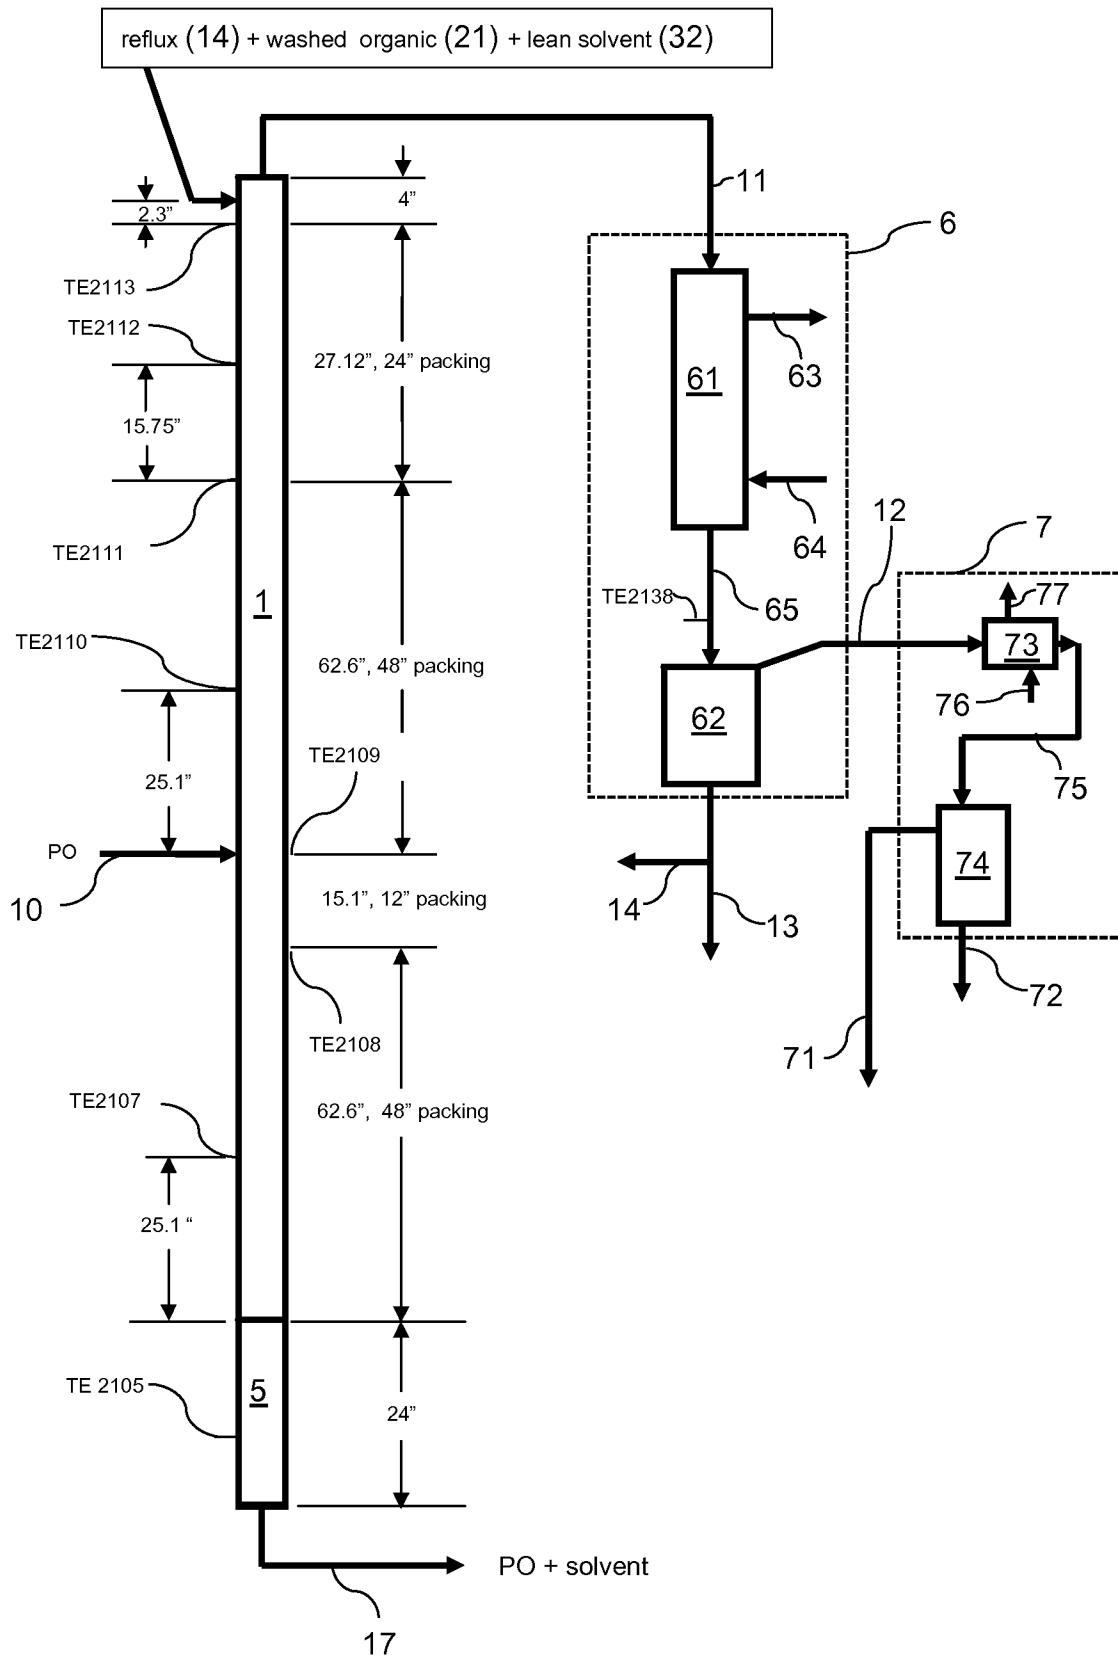 reflux (14) + washed organic (21) + lean solvent (32)
11
4”
2.3”
6
TE2113
TE2112
27.12”, 24” packing
61
63
15.75”
64
12
7
TE2111
TE2138
65
77
1
73
TE2110
62.6”, 48” packing
76
62
TE2109
25.1”
75
PO
74
10
15.1”, 12” packing
14
13
72
TE2108
71
TE2107
62.6”, 48” packing
25.1 “
TE 2105
5
24”
PO + solvent
17